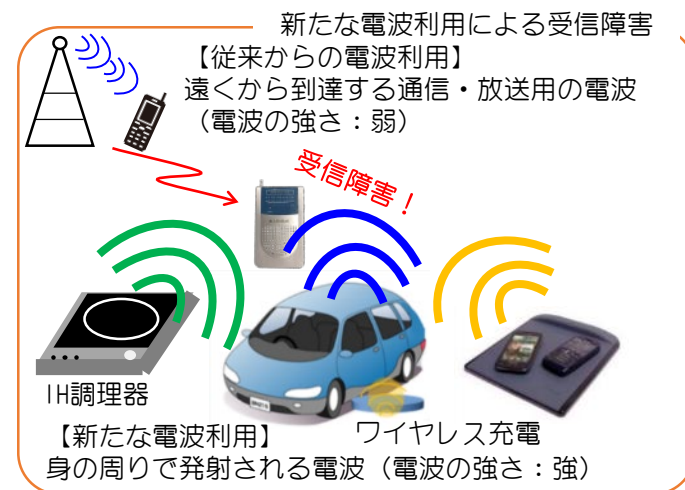 新たな電波利用による受信障害
【従来からの電波利用】
遠くから到達する通信・放送用の電波
（電波の強さ：弱）
受信障害！
IH調理器
ワイヤレス充電
【新たな電波利用】
身の周りで発射される電波（電波の強さ：強）